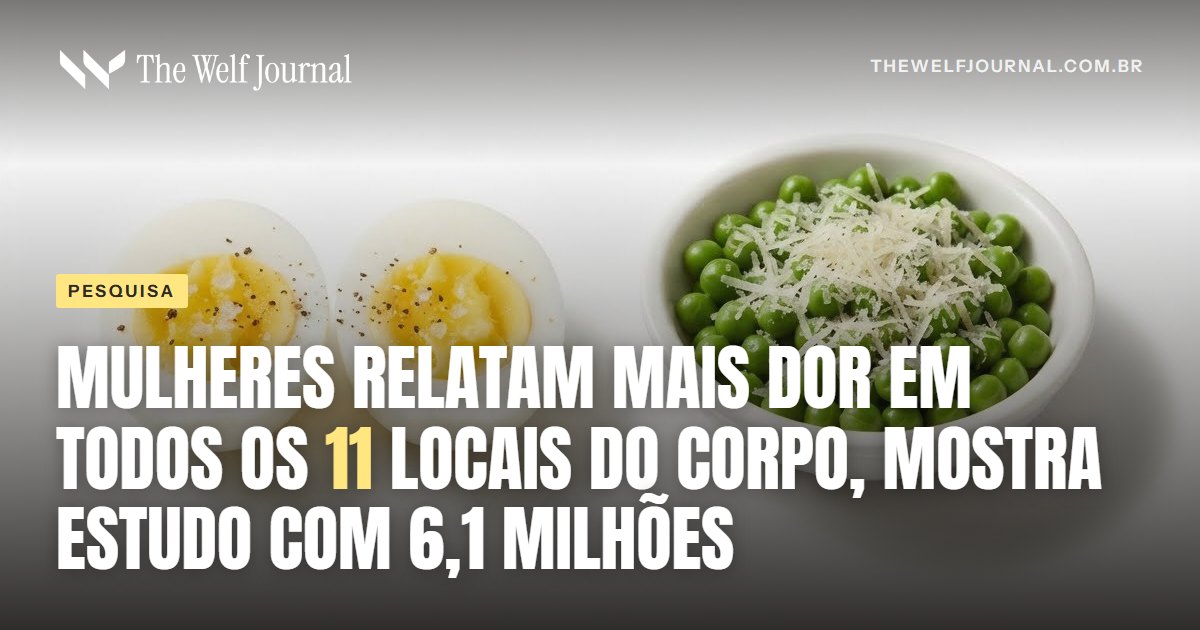 The Welf Journal
THEWELFJOURNAL.COM.BR
PESQUISA
MULHERES RELATAM MAIS DOR EM
TODOS OS 11 LOCAIS DO CORPO, MOSTRA
ESTUDO COM 6,1 MILHÕES